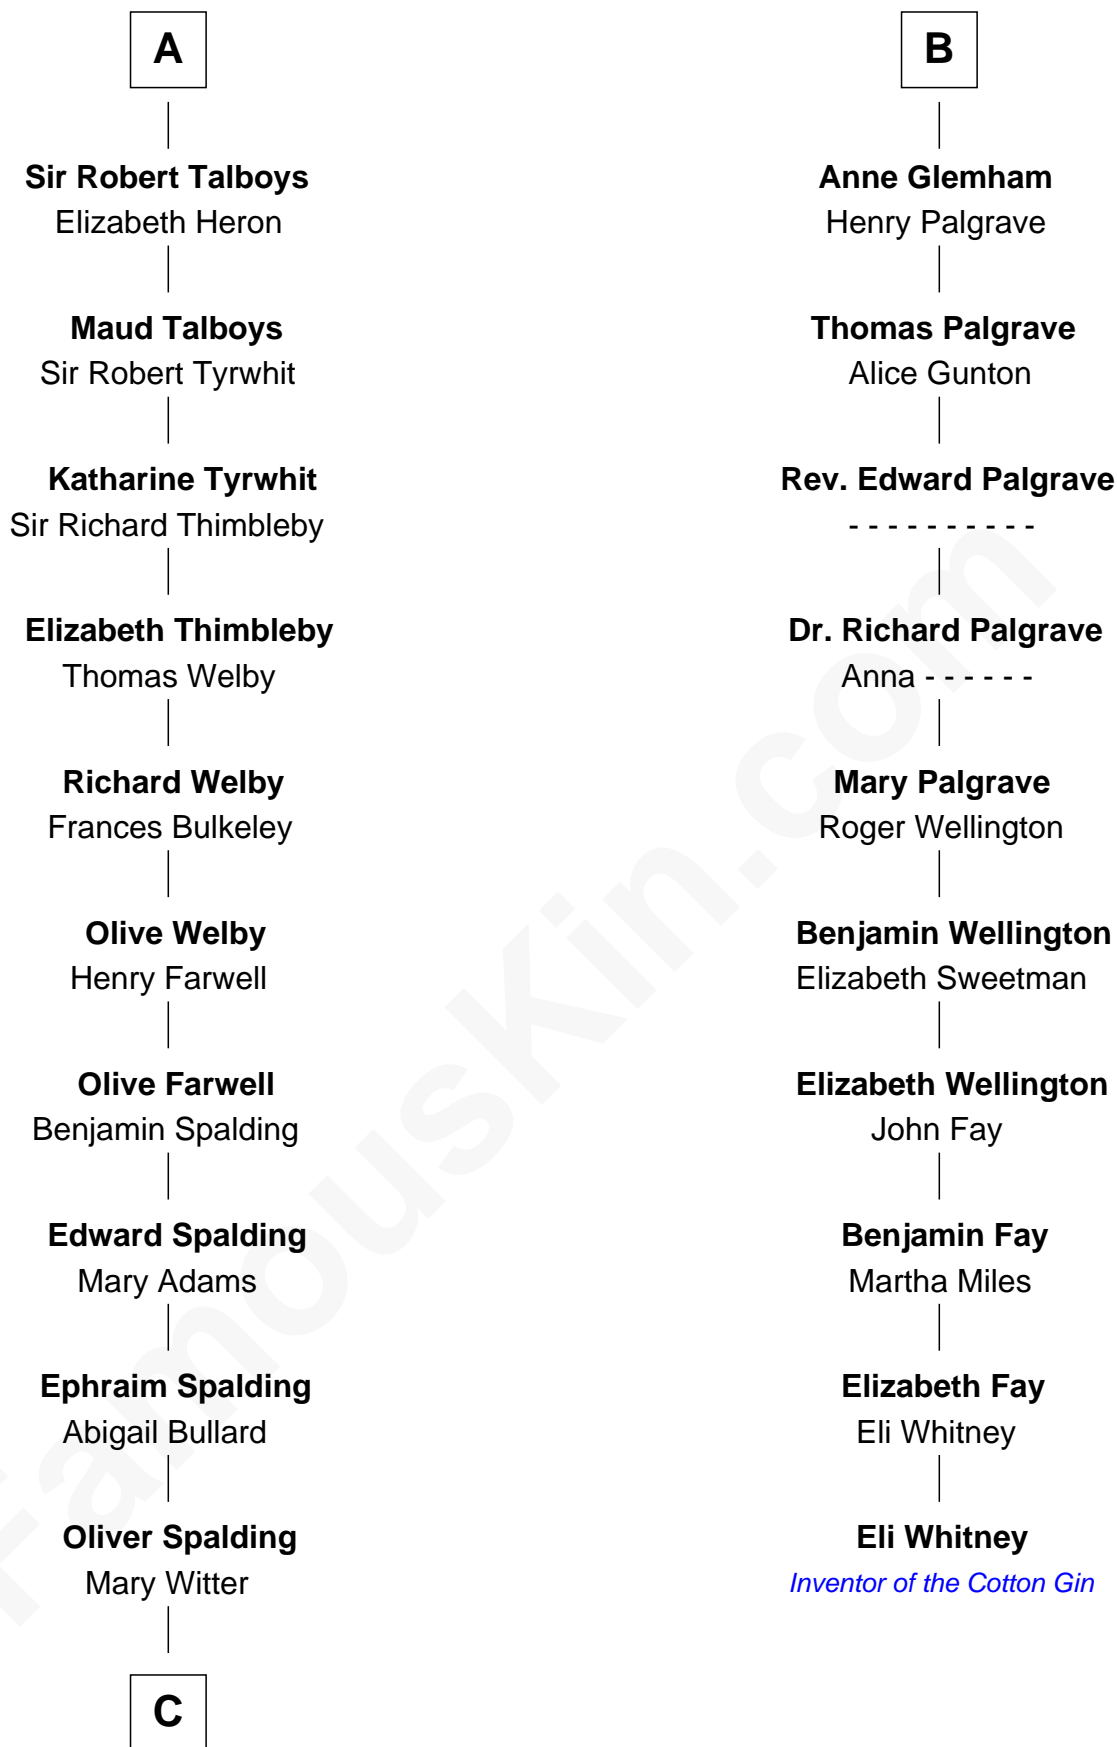 A
Sir Robert Talboys
Elizabeth Heron
Maud Talboys
Sir Robert Tyrwhit
Katharine Tyrwhit
Sir Richard Thimbleby
Elizabeth Thimbleby
Thomas Welby
Richard Welby
Frances Bulkeley
Olive Welby
Henry Farwell
Olive Farwell
Benjamin Spalding
Edward Spalding
Mary Adams
Ephraim Spalding
Abigail Bullard
Oliver Spalding
Mary Witter
C
B
Anne Glemham
Henry Palgrave
Thomas Palgrave
Alice Gunton
Rev. Edward Palgrave
- - - - - - - - - -
Dr. Richard Palgrave
Anna - - - - - -
Mary Palgrave
Roger Wellington
Benjamin Wellington
Elizabeth Sweetman
Elizabeth Wellington
John Fay
Benjamin Fay
Martha Miles
Elizabeth Fay
Eli Whitney
Eli Whitney
Inventor of the Cotton Gin
FamousKin.com